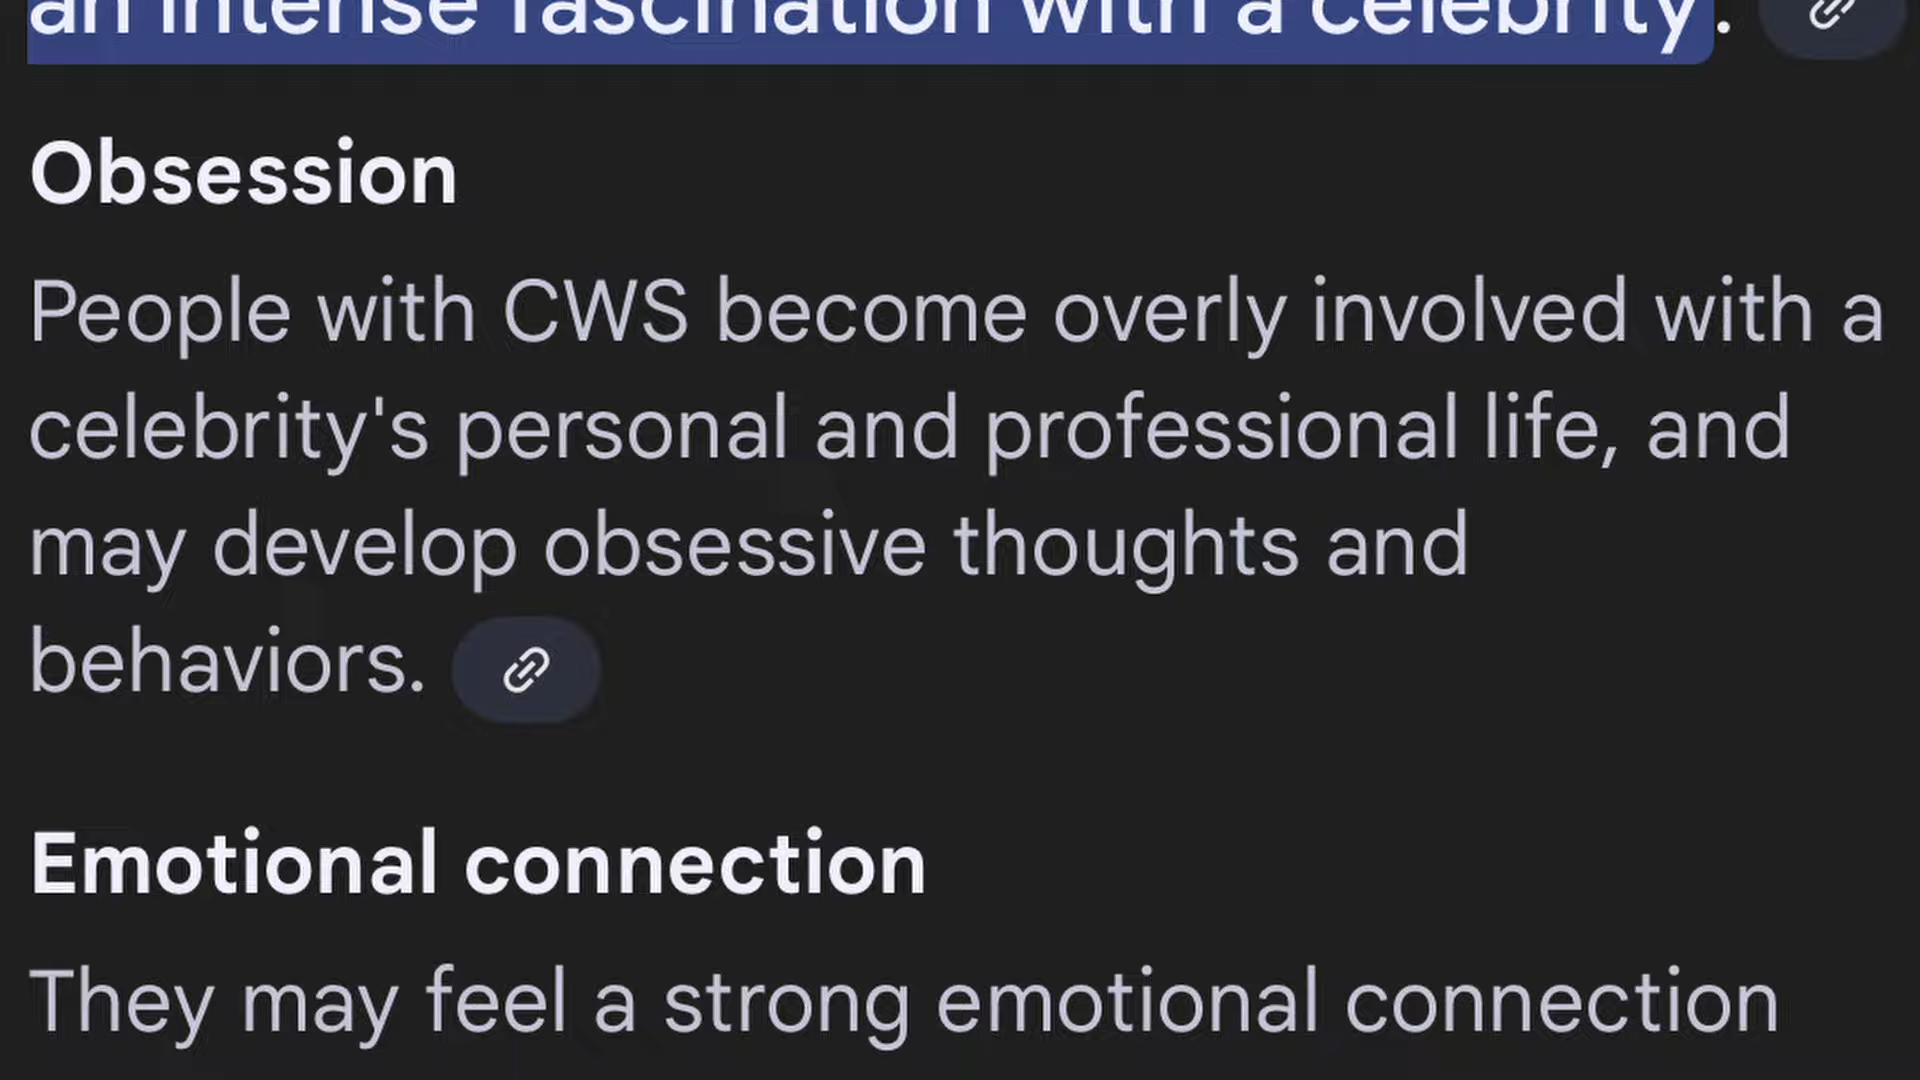 an intense fascination with a celebrity.
Obsession
People with CWS become overly involved with a
celebrity's personal and professional life, and
may develop obsessive thoughts and
behaviors.
Emotional connection
They may feel a strong emotional connection